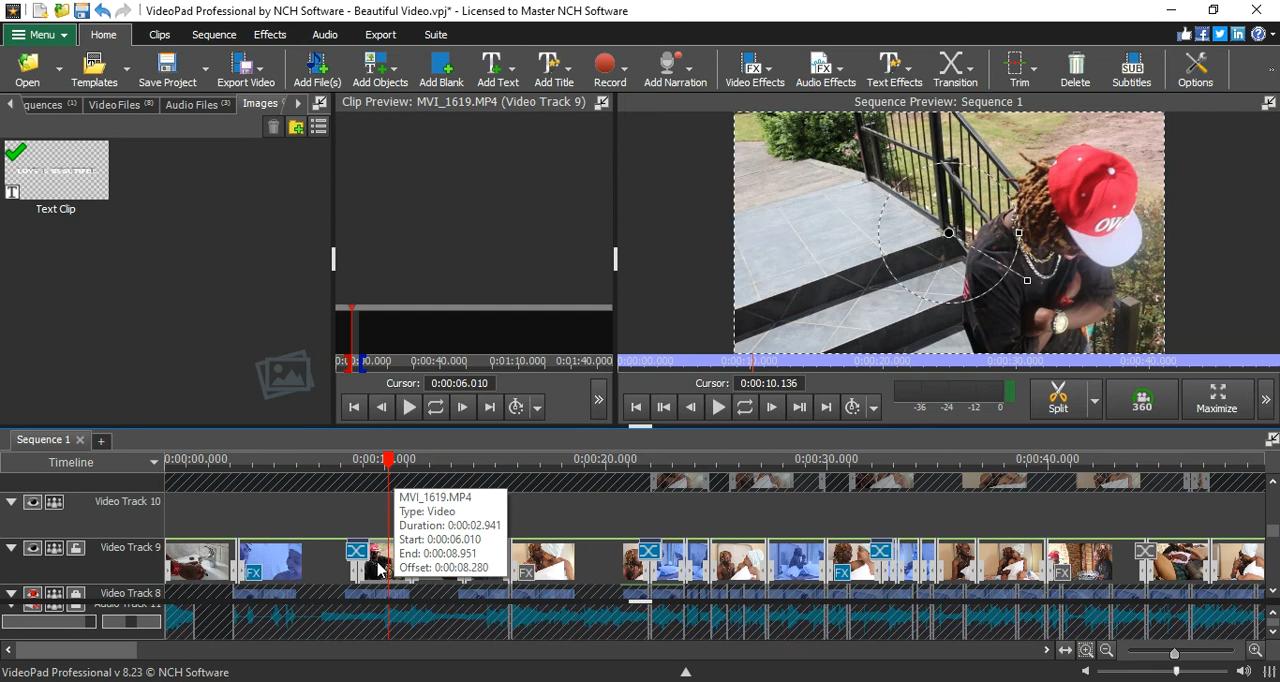 VideoPad Professional by NCH Software - Beautiful Video.vpj* - Licensed to Master NCH Software
Menu Home Clips Sequence Effects Audio Export Suite
Open Templates Save Project Export Video Add File(s) Add Objects Add Blank Add Text Add Title Record Add Narration Video Effects Audio Effects Text Effects Transition Trim Delete Subtitles Options
quences (1) Video Files (8) Audio Files (3) Images
Clip Preview: MVI_1619.MP4 (Video Track 9)
Sequence Preview: Sequence 1
Text Clip
OVO
0:00:40.000 0:01:10.000 0:01:40.000
0:00:00.000 0:00:20.000 0:00:30.000 0:00:40.000
Cursor: 0:00:06.010
Cursor: 0:00:10.136
-36 -24 -12 0
Split 360 Maximize
Sequence 1
Timeline
0:00:00.000 0:00:20.000 0:00:30.000 0:00:40.000
MVI_1619.MP4
Type: Video
Duration: 0:00:02.941
Start: 0:00:06.010
End: 0:00:08.951
Offset: 0:00:08.280
Video Track 10
Video Track 9
FX FX FX FX
Video Track 8
Audio Track 11
VideoPad Professional v 8.23 © NCH Software